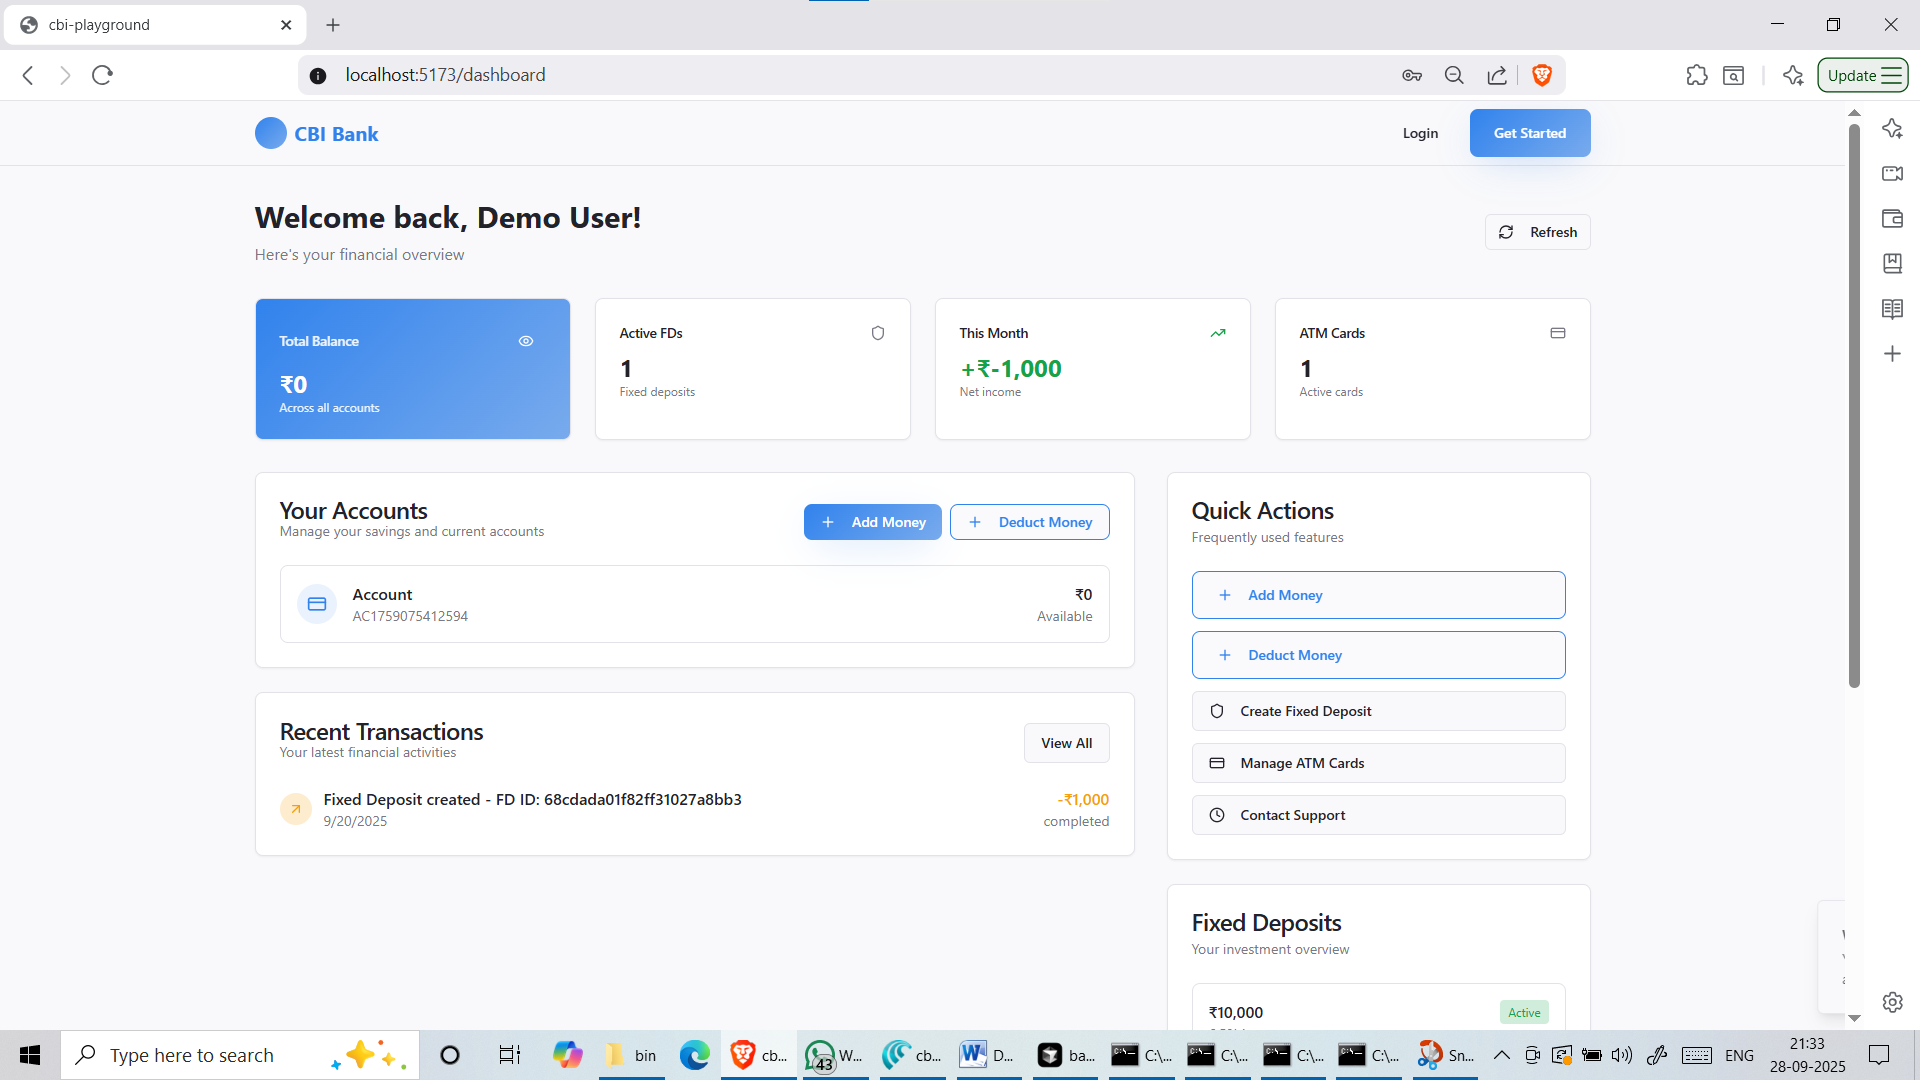 cbi-playground
localhost:5173/dashboard
Update
CBI Bank
Login
Get Started
Welcome back, Demo User!
Here's your financial overview
Refresh
Total Balance
₹0
Across all accounts
Active FDs
1
Fixed deposits
This Month
+₹-1,000
Net income
ATM Cards
1
Active cards
Your Accounts
Manage your savings and current accounts
Add Money
Deduct Money
Account
AC1759075412594
₹0
Available
Recent Transactions
Your latest financial activities
View All
Fixed Deposit created - FD ID: 68cdada01f82ff31027a8bb3
9/20/2025
-₹1,000
completed
Quick Actions
Frequently used features
Add Money
Deduct Money
Create Fixed Deposit
Manage ATM Cards
Contact Support
Fixed Deposits
Your investment overview
₹10,000
Active
Type here to search
bin
cb...
W...
43
cb...
D...
ba...
C:\...
C:\...
C:\...
C:\...
Sn...
ENG
21:33
28-09-2025